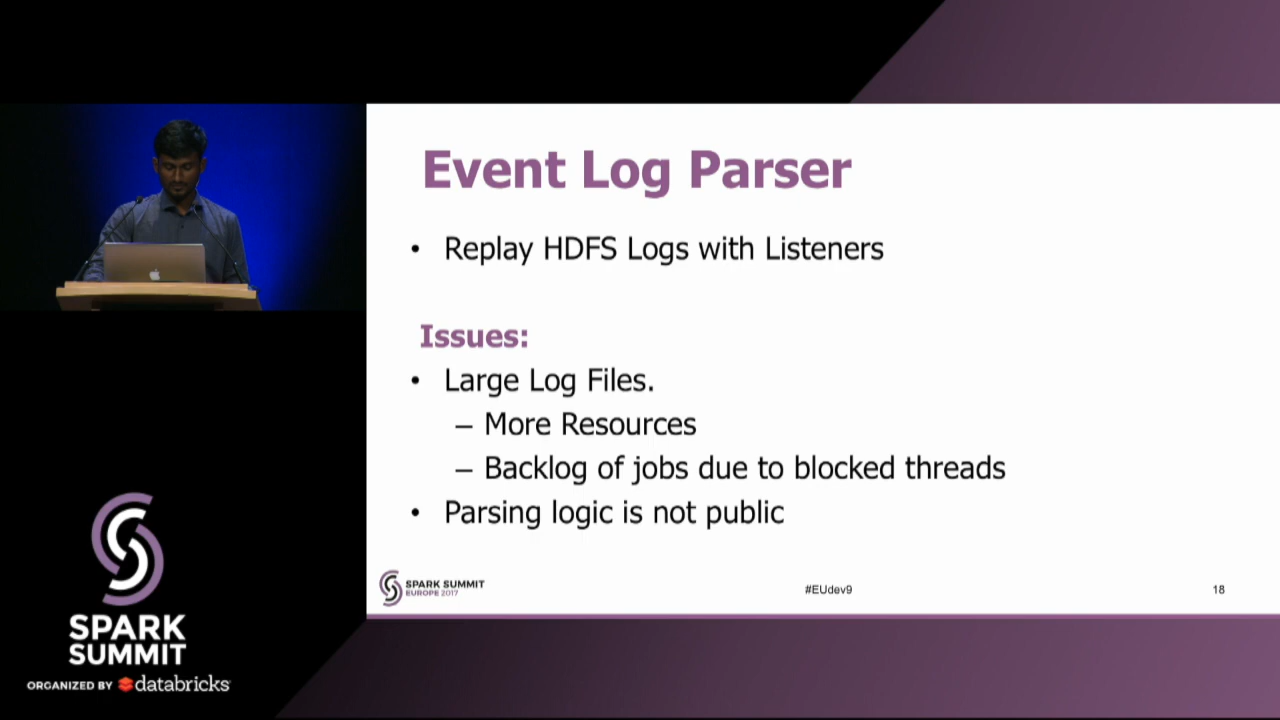 Event Log Parser
• Replay HDFS Logs with Listeners
Issues:
• Large Log Files.
– More Resources
– Backlog of jobs due to blocked threads
• Parsing logic is not public
SPARK SUMMIT
EUROPE 2017
#EUdev9
18
SPARK
SUMMIT
ORGANIZED BY databricks